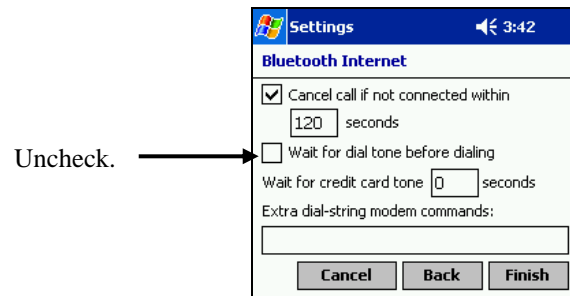 Settings 3:42
Bluetooth Internet
Cancel call if not connected within
120 seconds
Uncheck.
Wait for dial tone before dialing
Wait for credit card tone 0 seconds
Extra dial-string modem commands:
Cancel Back Finish